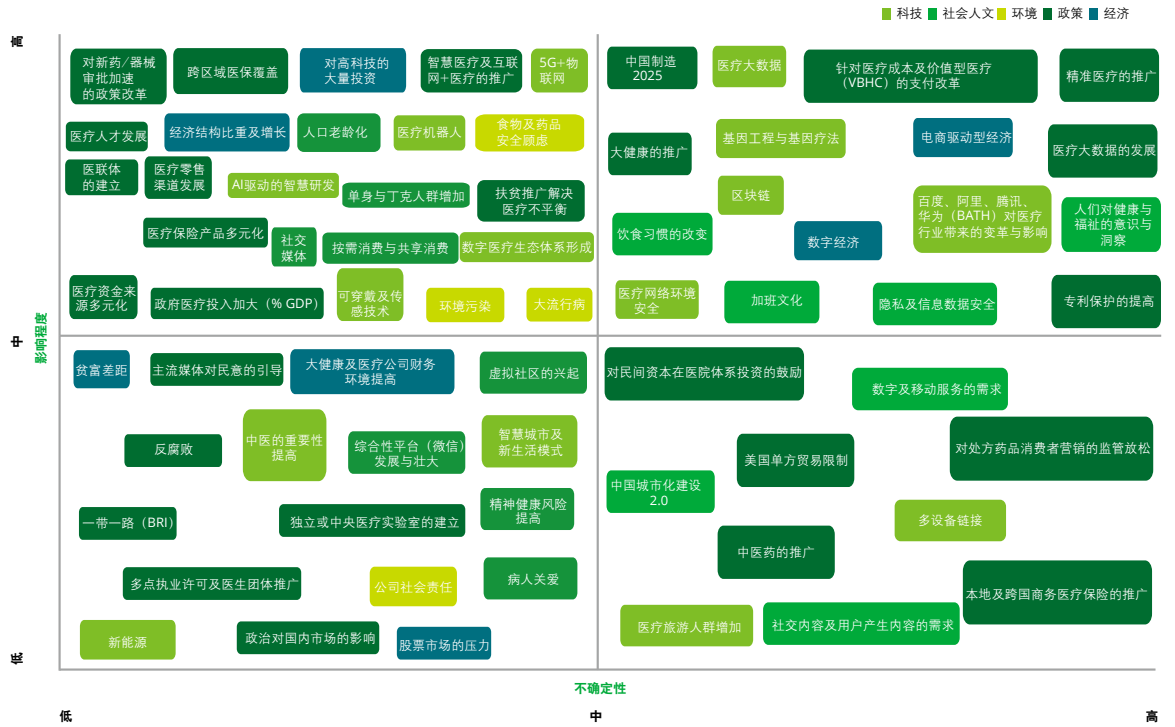 科技 社会人文 环境 政策 经济
高
对新药/器械
审批加速
的政策改革
跨区域医保覆盖
对高科技的
大量投资
智慧医疗及互联
网+医疗的推广
5G+物
联网
医疗人才发展
经济结构比重及增长
人口老龄化
医疗机器人
食物及药品
安全顾虑
医联体
的建立
医疗零售
渠道发展
AI驱动的智慧研发
单身与丁克人群增加
扶贫推广解决
医疗不平衡
医疗保险产品多元化
社交
媒体
按需消费与共享消费
数字医疗生态体系形成
医疗资金来
源多元化
政府医疗投入加大（% GDP）
可穿戴及传
感技术
环境污染
大流行病
中国制造
2025
医疗大数据
针对医疗成本及价值型医疗
（VBHC）的支付改革
精准医疗的推广
大健康的推广
基因工程与基因疗法
电商驱动型经济
医疗大数据的发展
区块链
百度、阿里、腾讯、
华为（BATH）对医疗
行业带来的变革与影响
人们对健康与
福祉的意识与
洞察
饮食习惯的改变
数字经济
医疗网络环境
安全
加班文化
隐私及信息数据安全
专利保护的提高
中
影响程度
贫富差距
主流媒体对民意的引导
大健康及医疗公司财务
环境提高
虚拟社区的兴起
反腐败
中医的重要性
提高
综合性平台（微信）
发展与壮大
智慧城市及
新生活模式
一带一路（BRI）
独立或中央医疗实验室的建立
精神健康风险
提高
多点执业许可及医生团体推广
公司社会责任
病人关爱
新能源
政治对国内市场的影响
股票市场的压力
对民间资本在医院体系投资的鼓励
数字及移动服务的需求
美国单方贸易限制
对处方药品消费者营销的监管放松
中国城市化建设
2.0
多设备链接
中医药的推广
本地及跨国商务医疗保险的推广
医疗旅游人群增加
社交内容及用户产生内容的需求
低
不确定性
低 中 高